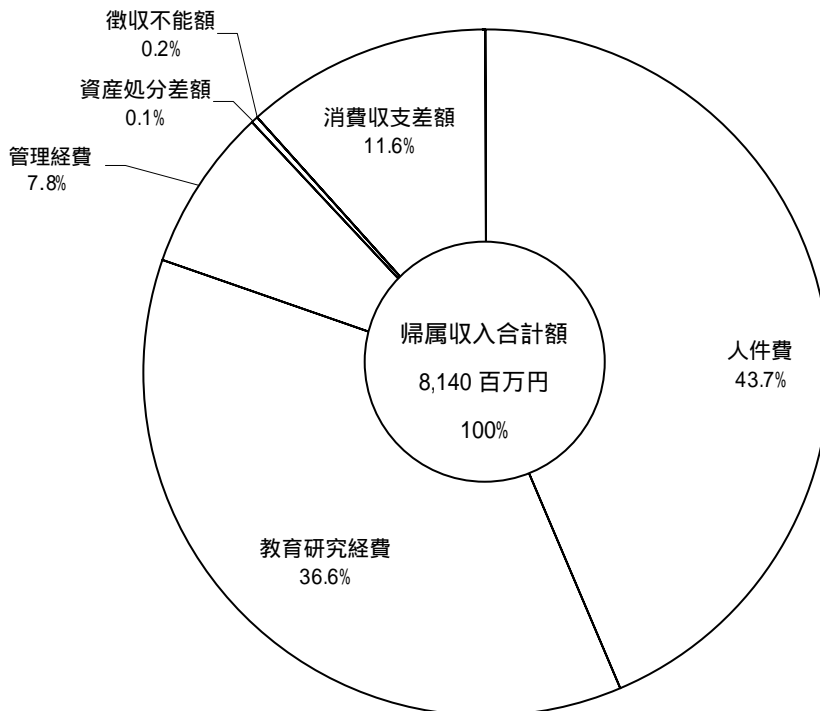 徴収不能額
0.2%
資産処分差額
0.1%
管理経費
7.8%
消費収支差額
11.6%
帰属収入合計額
8,140 百万円
100%
人件費
43.7%
教育研究経費
36.6%